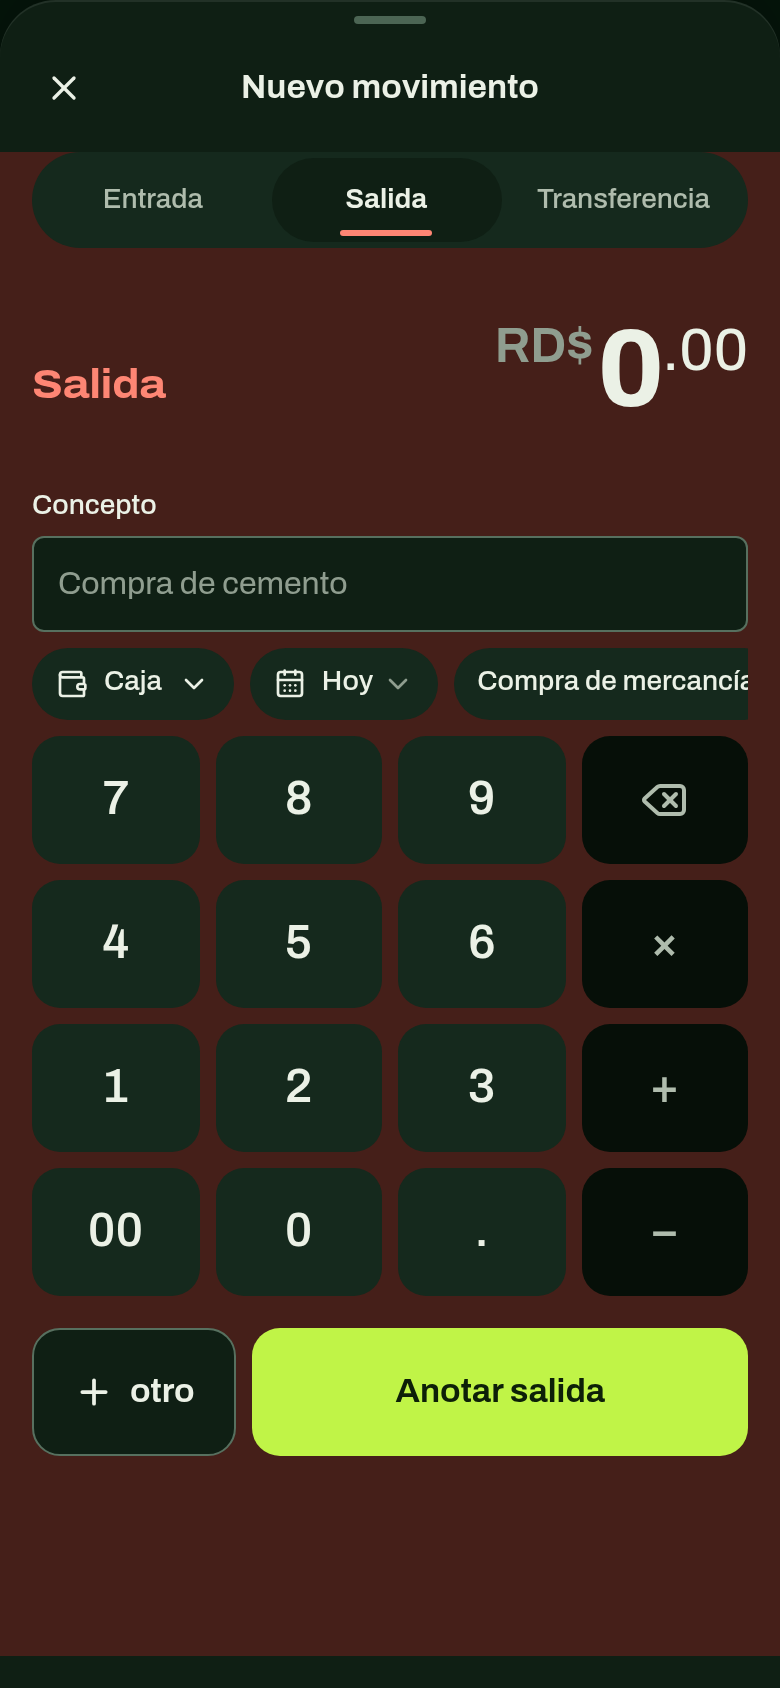 Nuevo movimiento
Entrada Salida Transferencia
Salida RD$0.00
Concepto
Compra de cemento
Caja Hoy Compra de mercancía
7 8 9
4 5 6 ×
1 2 3 +
00 0 . −
+ otro Anotar salida